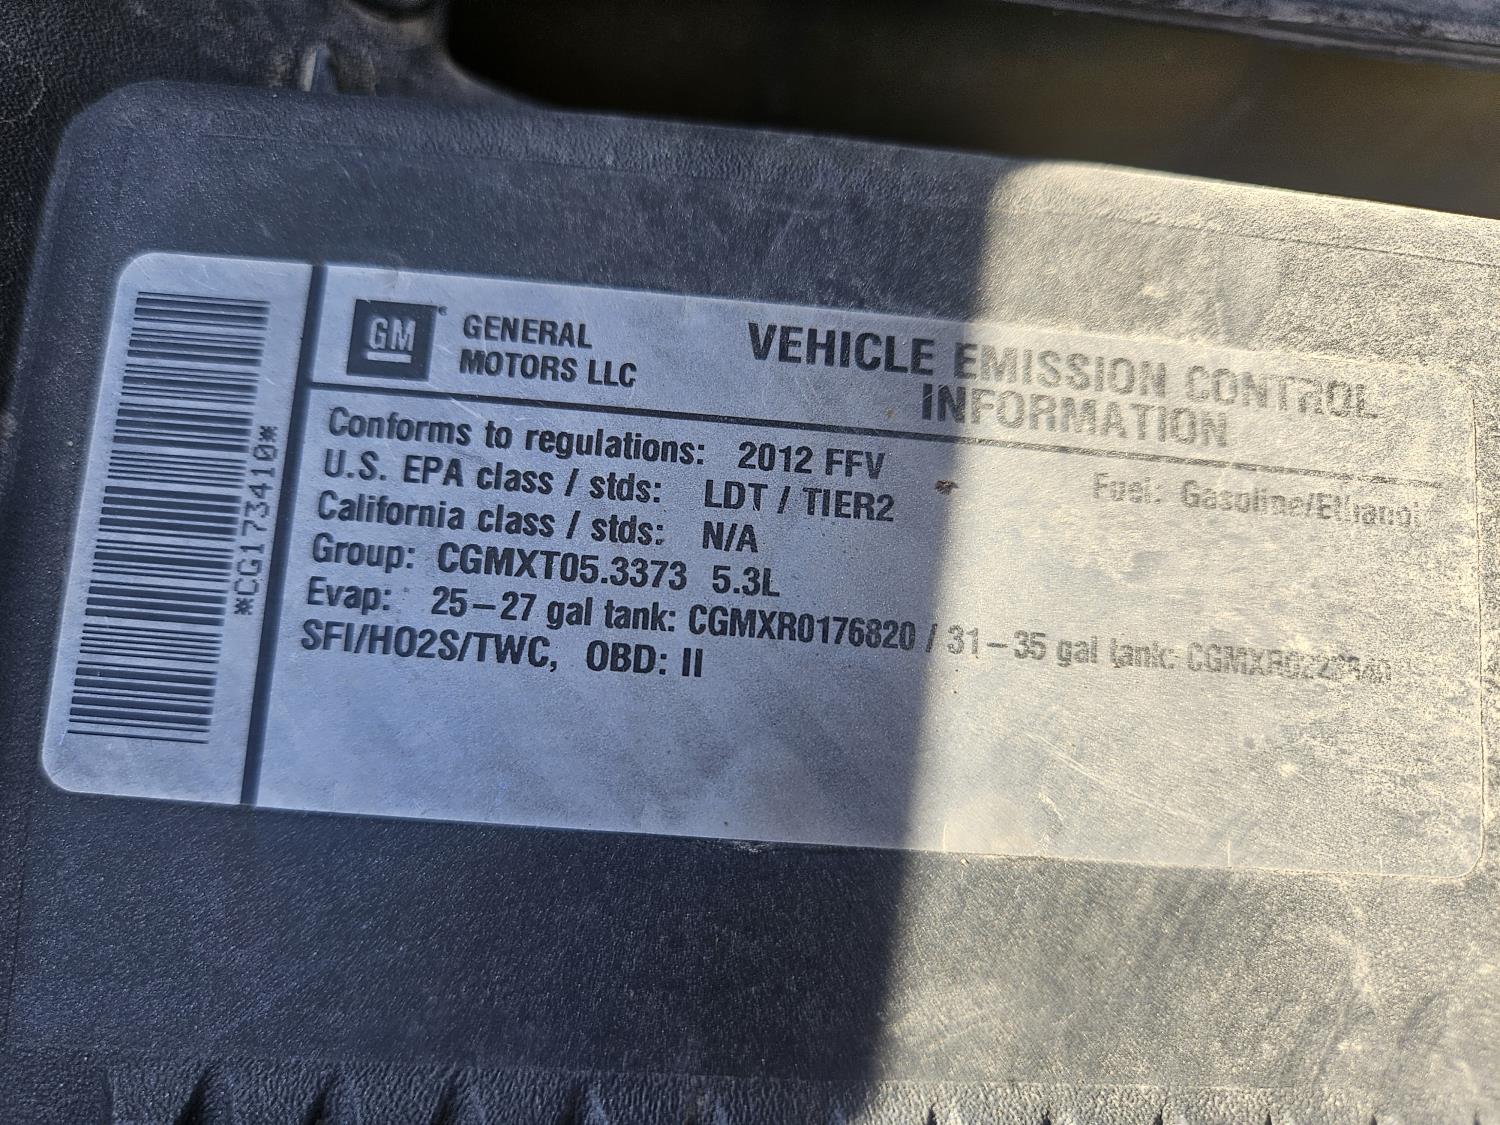 *CG173410*
GM
GENERAL
MOTORS LLC
VEHICLE EMISSION CONTROL
INFORMATION
Conforms to regulations: 2012 FFV
Fuel: Gasoline/Ethanol
U.S. EPA class / stds: LDT / TIER2
California class / stds: N/A
Group: CGMXT05.3373 5.3L
Evap: 25-27 gal tank: CGMXR0176820 / 31-35 gal tank:
SFI/HO2S/TWC, OBD: II